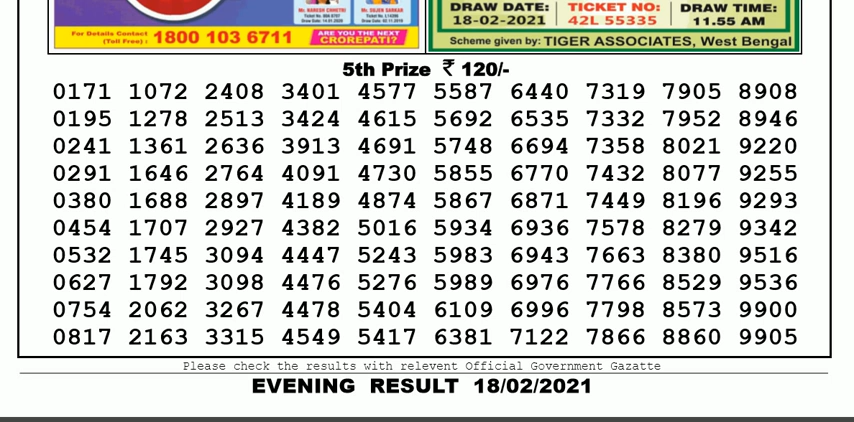 Mr. NARESH CHHETRI
Mr. SUJEN SARKAR
For Details Contact (Toll Free) : 1800 103 6711
ARE YOU THE NEXT CROREPATI?
DRAW DATE: 18-02-2021
TICKET NO: 42L 55335
DRAW TIME: 11.55 AM
Scheme given by: TIGER ASSOCIATES, West Bengal
5th Prize ₹ 120/-
0171 1072 2408 3401 4577 5587 6440 7319 7905 8908
0195 1278 2513 3424 4615 5692 6535 7332 7952 8946
0241 1361 2636 3913 4691 5748 6694 7358 8021 9220
0291 1646 2764 4091 4730 5855 6770 7432 8077 9255
0380 1688 2897 4189 4874 5867 6871 7449 8196 9293
0454 1707 2927 4382 5016 5934 6936 7578 8279 9342
0532 1745 3094 4447 5243 5983 6943 7663 8380 9516
0627 1792 3098 4476 5276 5989 6976 7766 8529 9536
0754 2062 3267 4478 5404 6109 6996 7798 8573 9900
0817 2163 3315 4549 5417 6381 7122 7866 8860 9905
Please check the results with relevent Official Government Gazatte
EVENING RESULT 18/02/2021